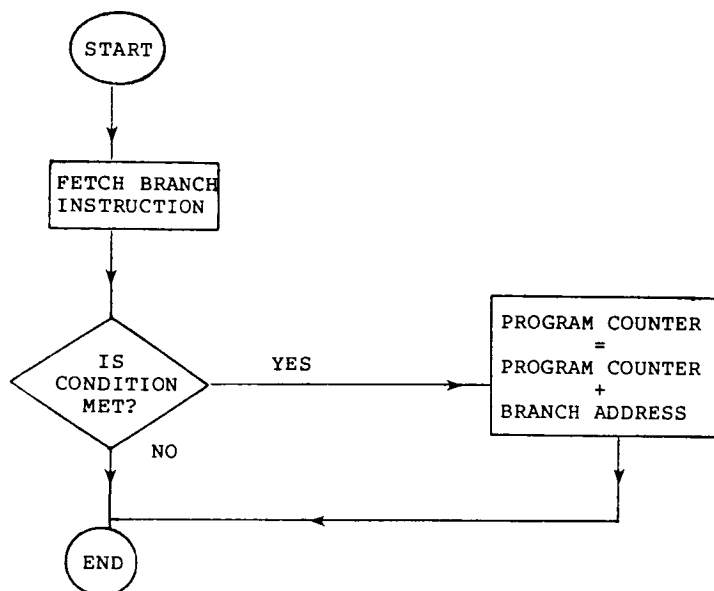 START
FETCH BRANCH
INSTRUCTION
IS
CONDITION
MET?
YES
PROGRAM COUNTER
=
PROGRAM COUNTER
+
BRANCH ADDRESS
NO
END